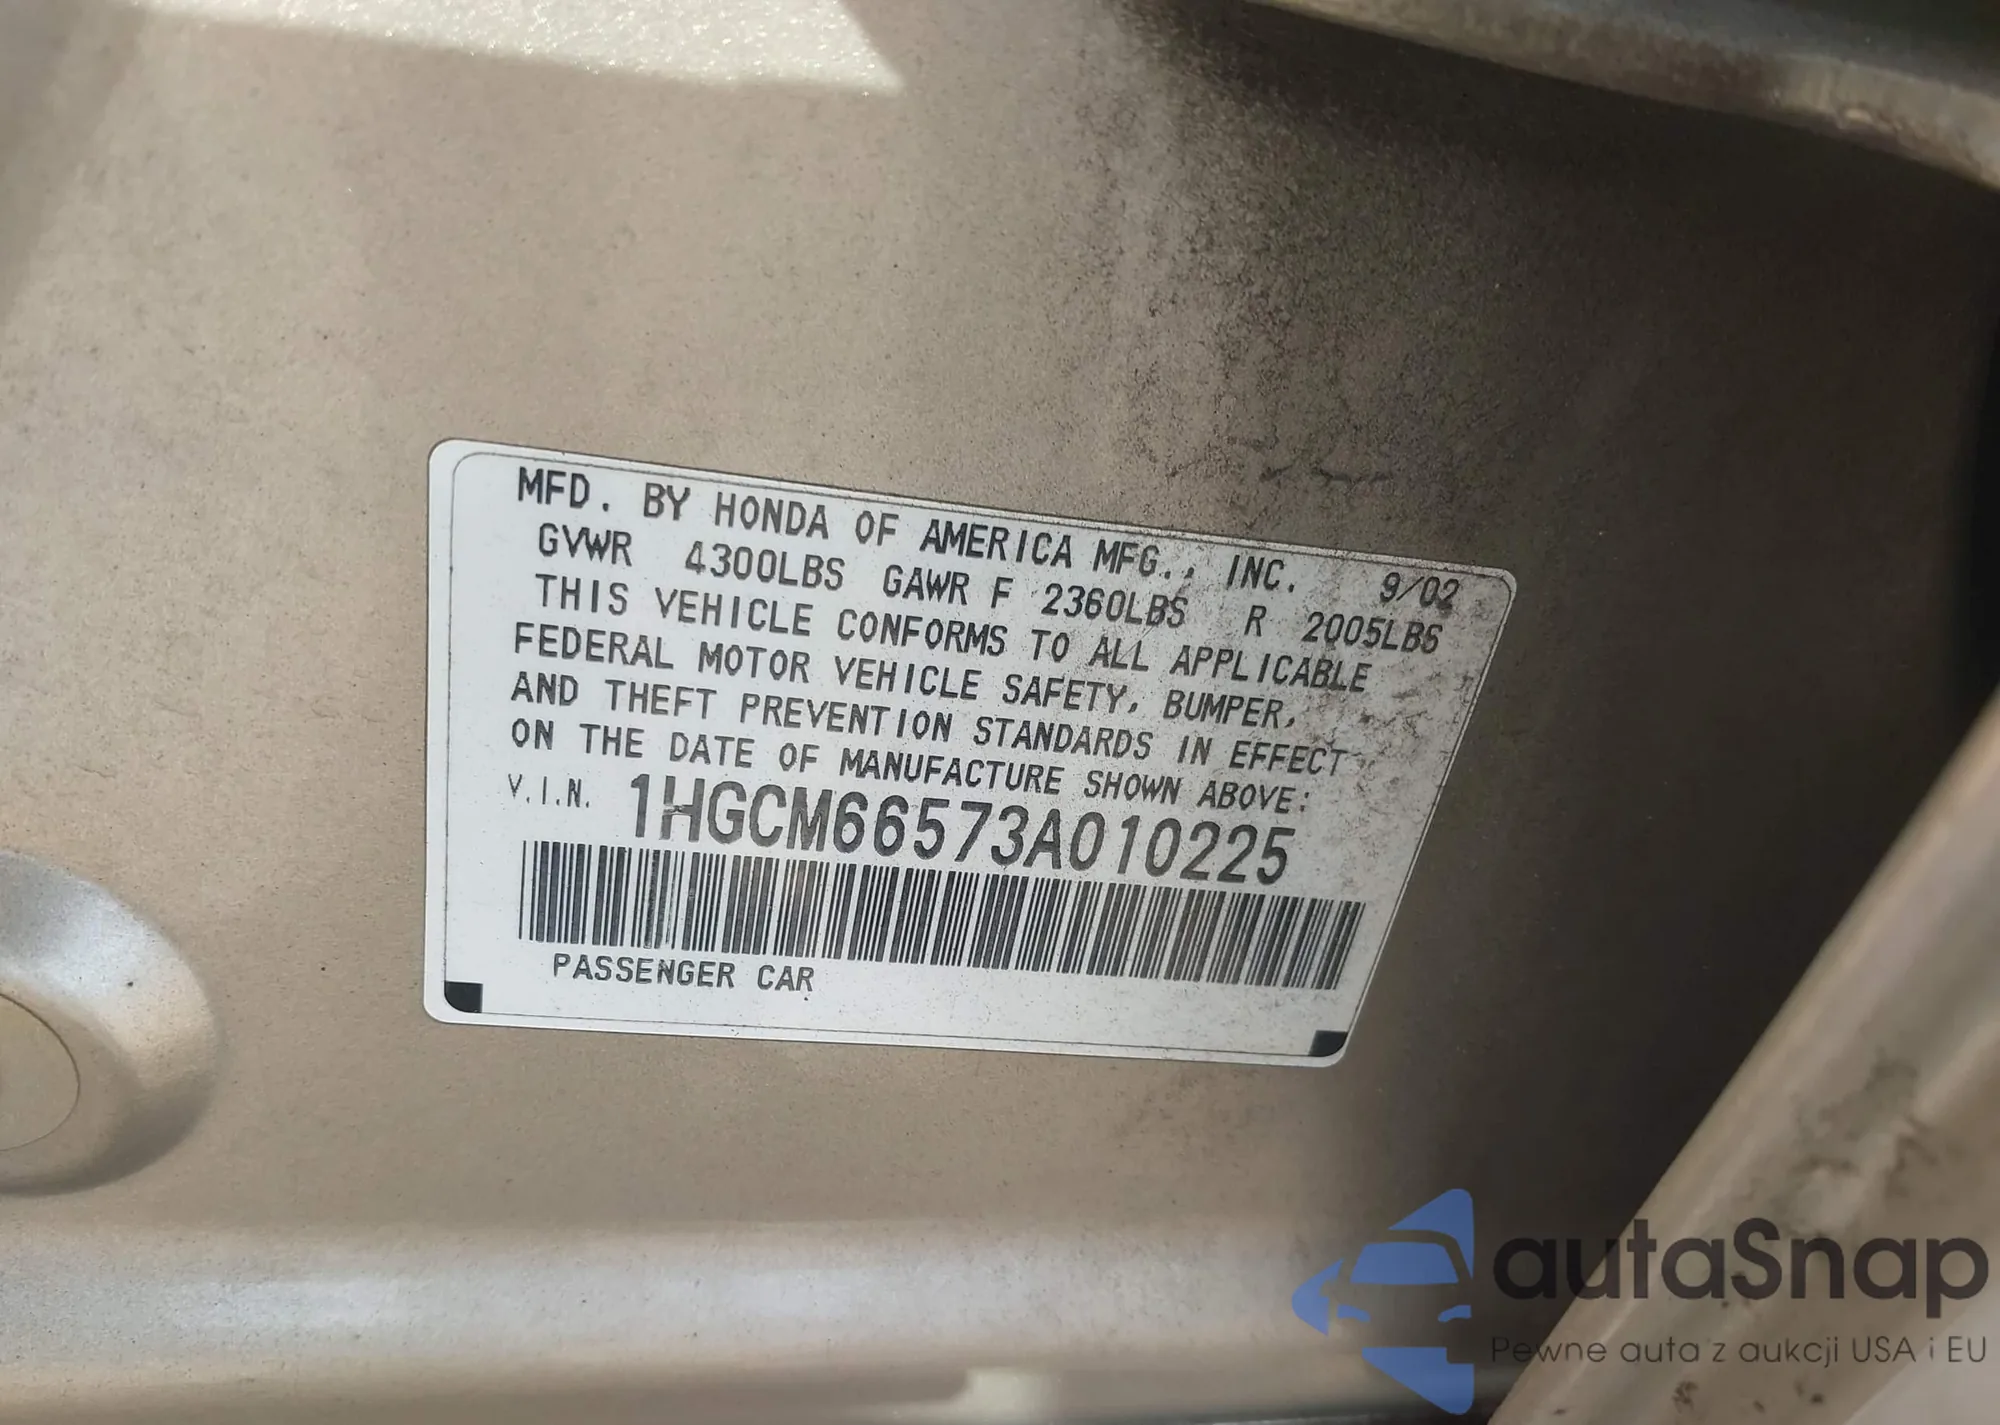 MFD. BY HONDA OF AMERICA MFG., INC. 9/02
GVWR 4300LBS GAWR F 2360LBS R 2005LBS
THIS VEHICLE CONFORMS TO ALL APPLICABLE
FEDERAL MOTOR VEHICLE SAFETY, BUMPER,
AND THEFT PREVENTION STANDARDS IN EFFECT
ON THE DATE OF MANUFACTURE SHOWN ABOVE:
V.I.N. 1HGCM66573A010225
PASSENGER CAR
autaSnap
Pewne auta z aukcji USA i EU